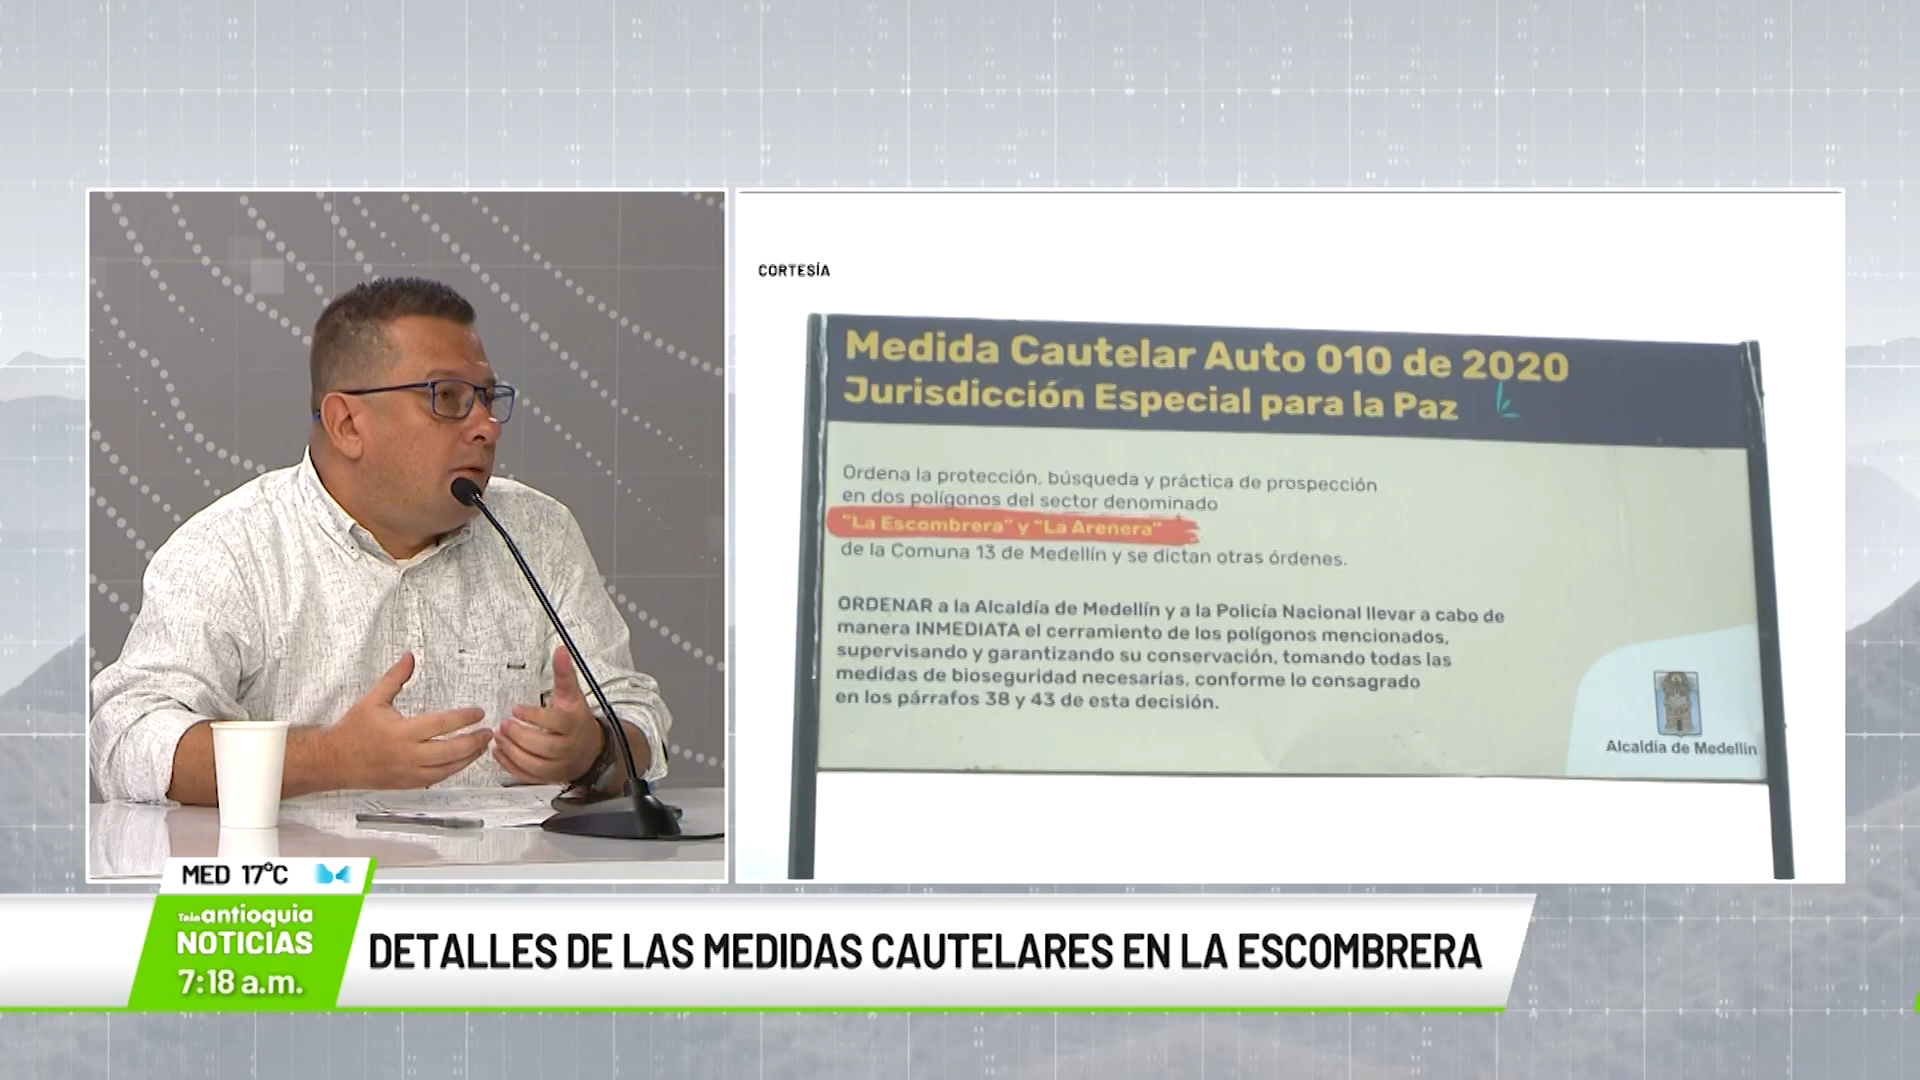 CORTESÍA
Medida Cautelar Auto 010 de 2020
Jurisdicción Especial para la Paz
Ordena la protección, búsqueda y práctica de prospección
en dos polígonos del sector denominado
"La Escombrera" y "La Arenera"
de la Comuna 13 de Medellín y se dictan otras órdenes.
ORDENAR a la Alcaldía de Medellín y a la Policía Nacional llevar a cabo de
manera INMEDIATA el cerramiento de los polígonos mencionados,
supervisando y garantizando su conservación, tomando todas las
medidas de bioseguridad necesarias, conforme lo consagrado
en los párrafos 38 y 43 de esta decisión.
Alcaldía de Medellín
MED 17°C
Teleantioquia
NOTICIAS
7:18 a.m.
DETALLES DE LAS MEDIDAS CAUTELARES EN LA ESCOMBRERA